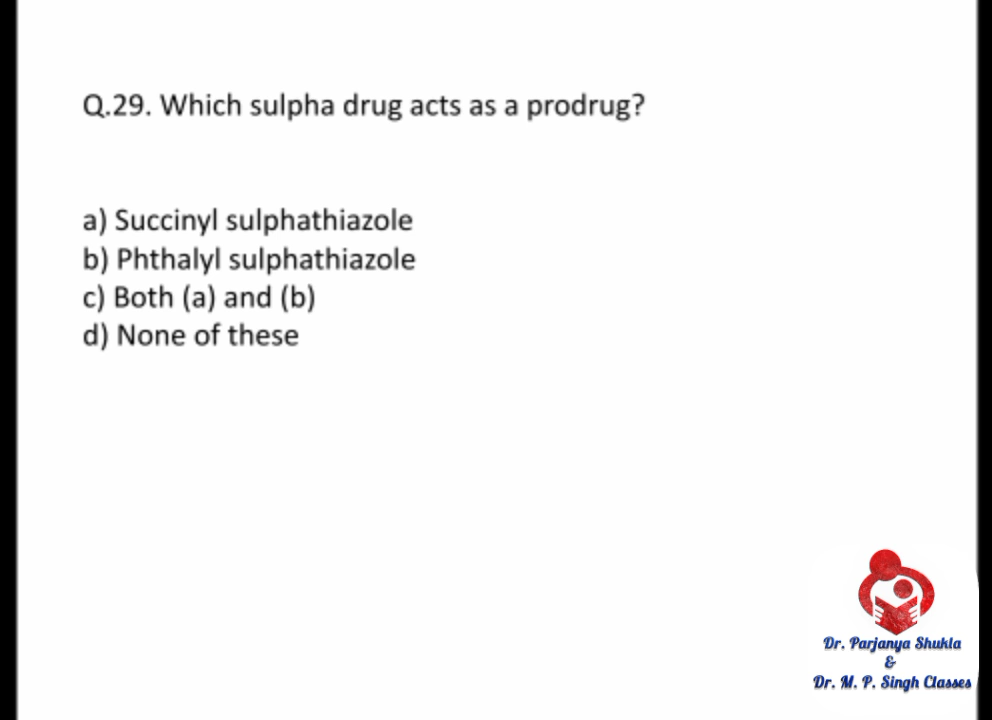 Q.29. Which sulpha drug acts as a prodrug?
a) Succinyl sulphathiazole
b) Phthalyl sulphathiazole
c) Both (a) and (b)
d) None of these
Dr. Parjanya Shukla
&
Dr. M. P. Singh Classes